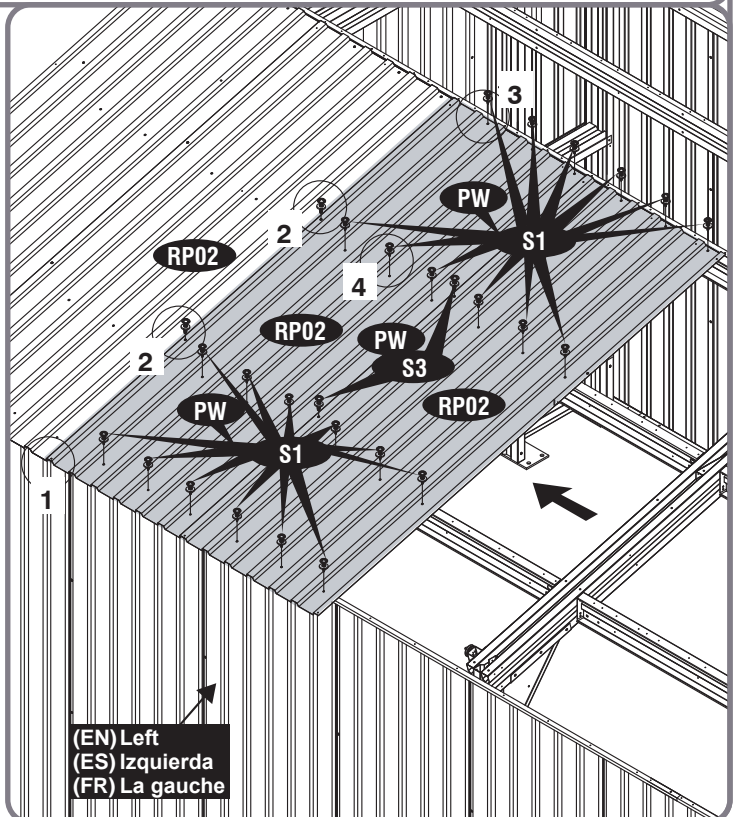 3
PW
2
S1
RP02
4
RP02
PW
2
S3
PW
RP02
S1
1
(EN) Left
(ES) Izquierda
(FR) La gauche